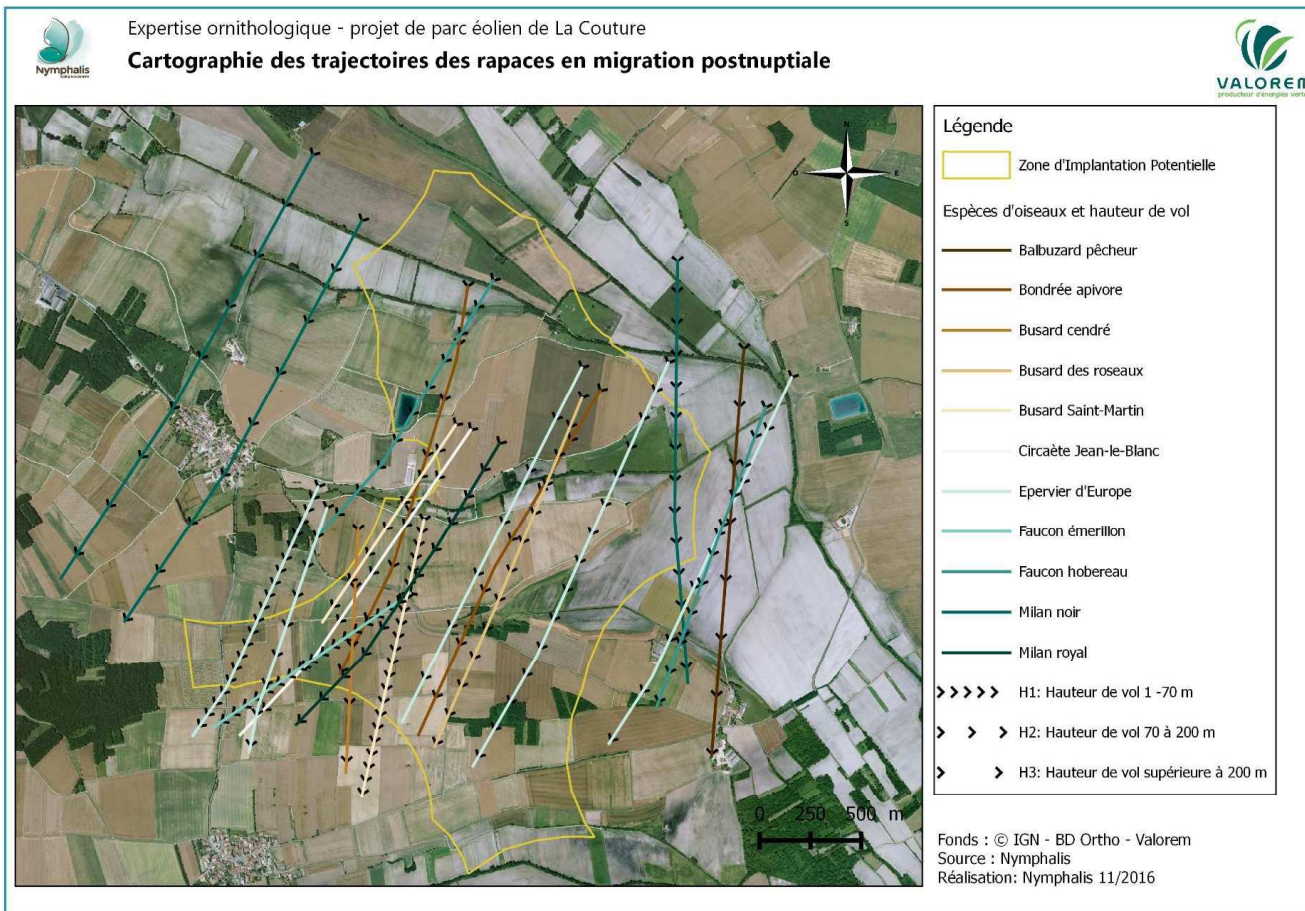 Expertise ornithologique - projet de parc éolien de La Couture
Cartographie des trajectoires des rapaces en migration postnuptiale
Nymphalis
VALOREM
producteur d'énergies vertes
N
O
E
S
0 250 500 m
Légende
Zone d'Implantation Potentielle
Espèces d'oiseaux et hauteur de vol
Balbuzard pêcheur
Bondrée apivore
Busard cendré
Busard des roseaux
Busard Saint-Martin
Circaète Jean-le-Blanc
Epervier d'Europe
Faucon émerillon
Faucon hobereau
Milan noir
Milan royal
H1: Hauteur de vol 1 -70 m
H2: Hauteur de vol 70 à 200 m
H3: Hauteur de vol supérieure à 200 m
Fonds : © IGN - BD Ortho - Valorem
Source : Nymphalis
Réalisation: Nymphalis 11/2016